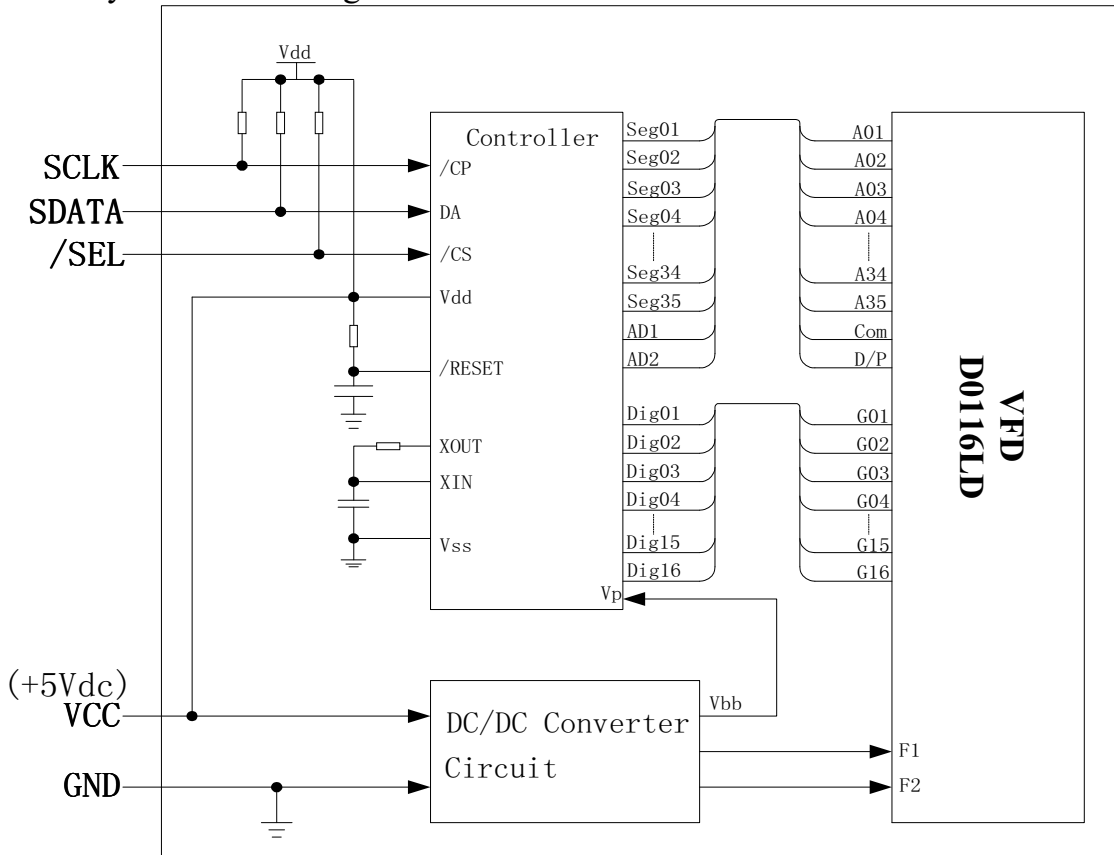 Vdd
Controller
SCLK
/CP
SDATA
DA
/SEL
/CS
Vdd
/RESET
XOUT
XIN
Vss
Seg01
Seg02
Seg03
Seg04
Seg34
Seg35
AD1
AD2
Dig01
Dig02
Dig03
Dig04
Dig15
Dig16
Vp
A01
A02
A03
A04
A34
A35
Com
D/P
G01
G02
G03
G04
G15
G16
VFD
D0116LD
(+5Vdc)
VCC
GND
DC/DC Converter
Circuit
Vbb
F1
F2